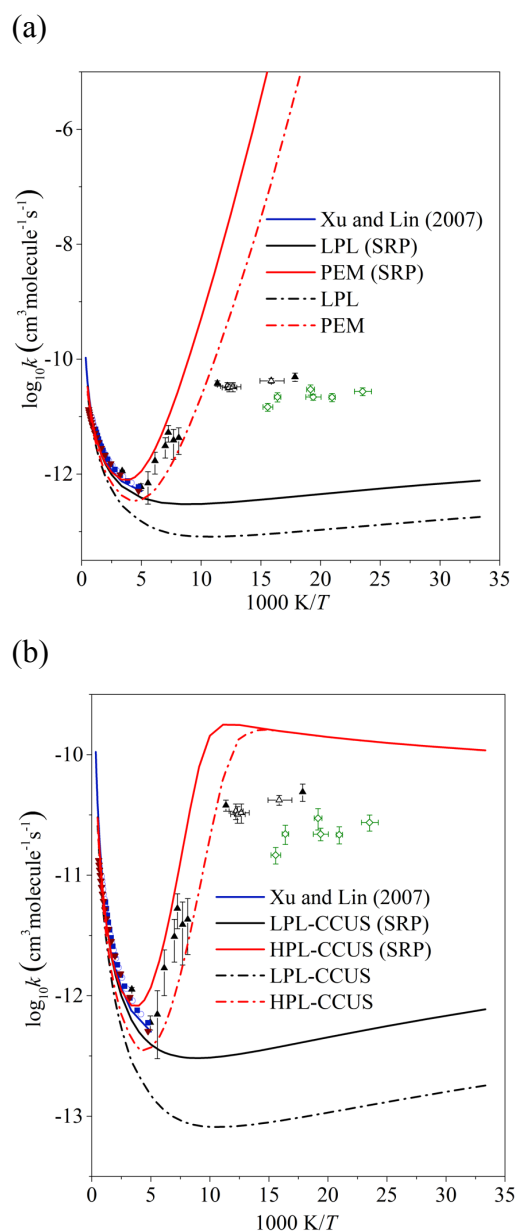 (a)
-6
-8
-10
-12
log₁₀k (cm³molecule⁻¹s⁻¹)
Xu and Lin (2007)
LPL (SRP)
PEM (SRP)
LPL
PEM
0 5 10 15 20 25 30 35
1000 K/T
(b)
-10
-11
-12
-13
log₁₀k (cm³molecule⁻¹s⁻¹)
Xu and Lin (2007)
LPL-CCUS (SRP)
HPL-CCUS (SRP)
LPL-CCUS
HPL-CCUS
0 5 10 15 20 25 30 35
1000 K/T